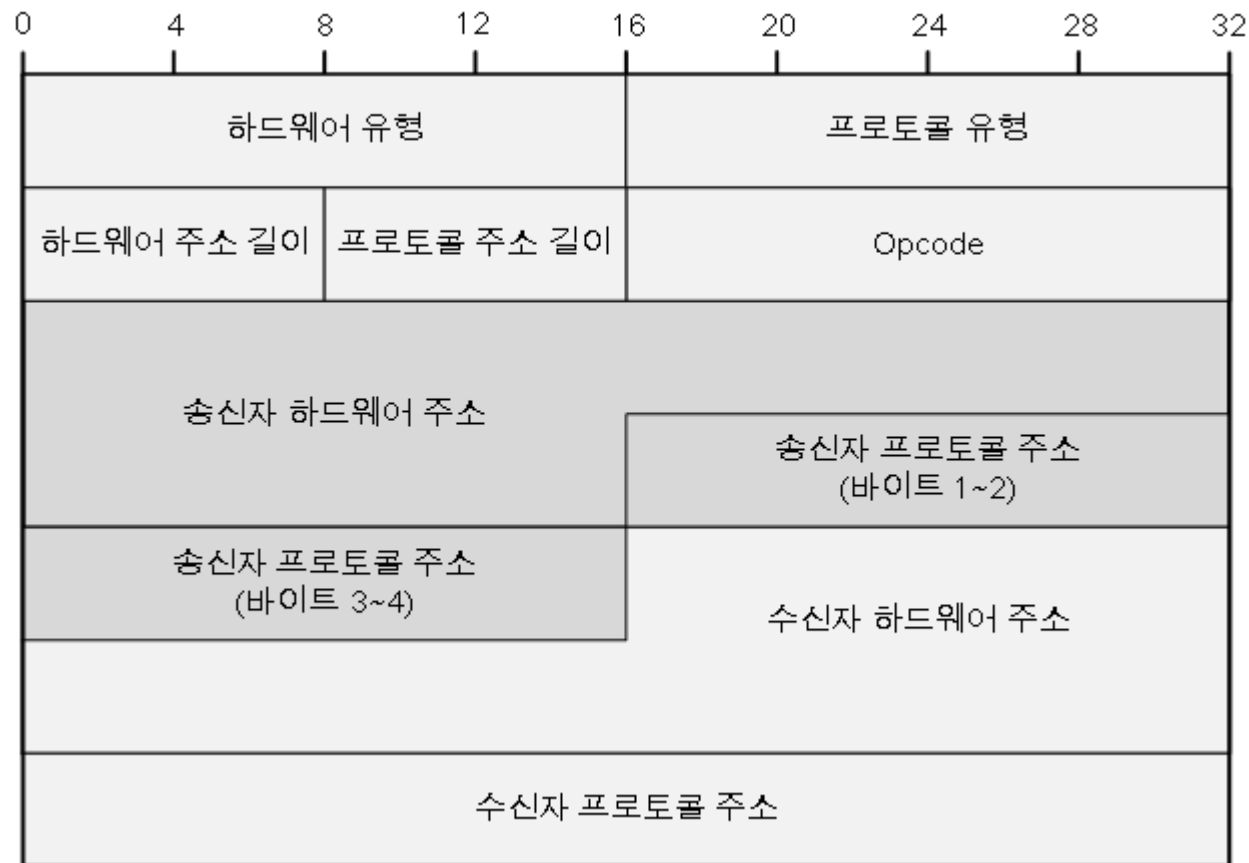 0 4 8 12 16 20 24 28 32
하드웨어 유형 프로토콜 유형
하드웨어 주소 길이 프로토콜 주소 길이 Opcode
송신자 하드웨어 주소
송신자 프로토콜 주소
(바이트 1~2)
송신자 프로토콜 주소
(바이트 3~4)
수신자 하드웨어 주소
수신자 프로토콜 주소